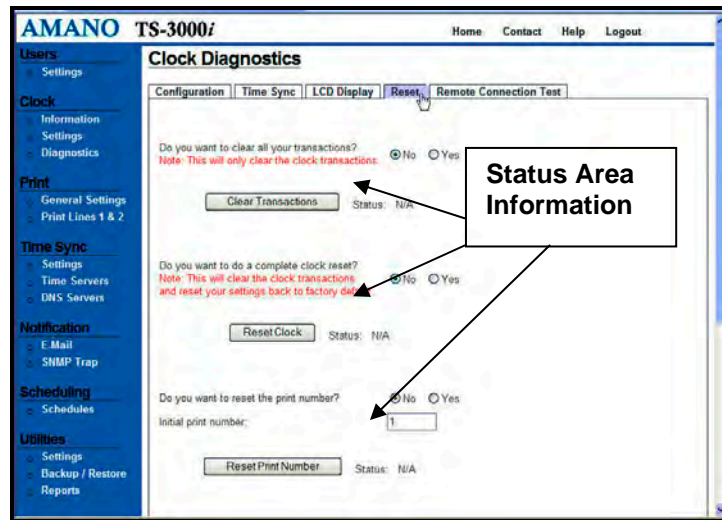 AMANO TS-3000i
Home Contact Help Logout
Users
Settings
Clock
Information
Settings
Diagnostics
Print
General Settings
Print Lines 1 & 2
Time Sync
Settings
Time Servers
DNS Servers
Notification
E.Mail
SNMP Trap
Scheduling
Schedules
Utilities
Settings
Backup / Restore
Reports
Clock Diagnostics
Configuration Time Sync LCD Display Reset Remote Connection Test
Do you want to clear all your transactions?
Note: This will only clear the clock transactions.
No Yes
Clear Transactions Status: N/A
Status Area
Information
Do you want to do a complete clock reset?
Note: This will clear the clock transactions
and reset your settings back to factory
No Yes
Reset Clock Status: N/A
Do you want to reset the print number?
No Yes
Initial print number: 1
Reset Print Number Status: N/A